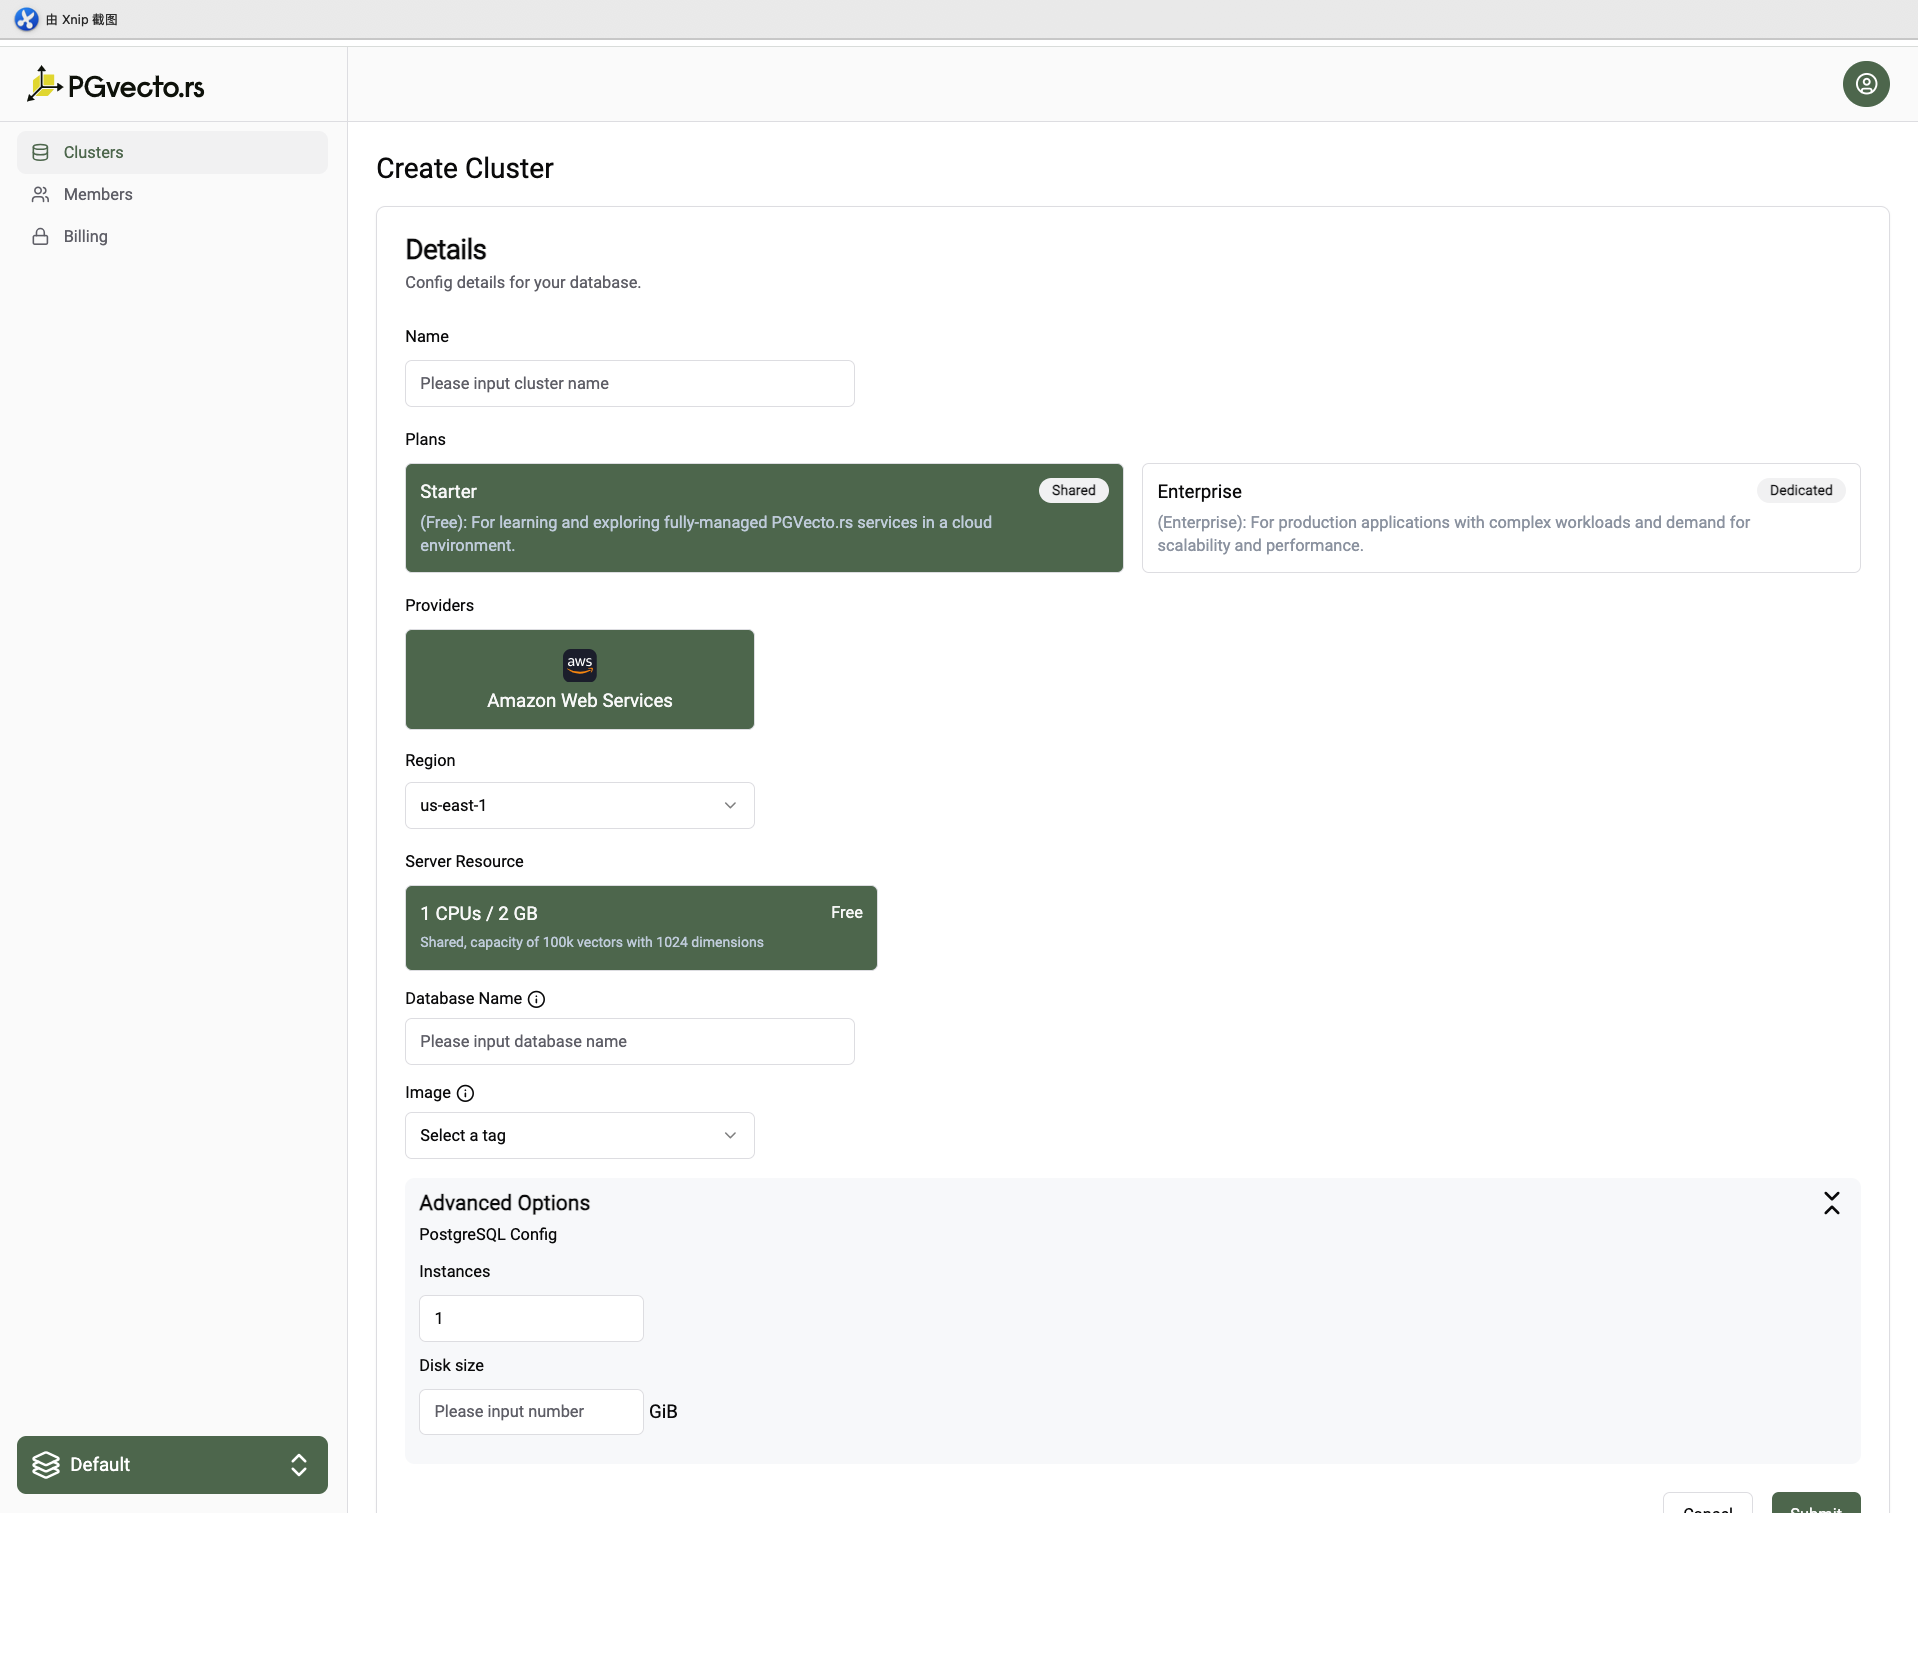 由 Xnip 截图
PGvecto.rs
Clusters
Members
Billing
Create Cluster
Details
Config details for your database.
Name
Please input cluster name
Plans
Starter
Shared
(Free): For learning and exploring fully-managed PGVecto.rs services in a cloud
environment.
Enterprise
Dedicated
(Enterprise): For production applications with complex workloads and demand for
scalability and performance.
Providers
aws
Amazon Web Services
Region
us-east-1
Server Resource
1 CPUs / 2 GB
Free
Shared, capacity of 100k vectors with 1024 dimensions
Database Name
Please input database name
Image
Select a tag
Advanced Options
PostgreSQL Config
Instances
1
Disk size
Please input number
GiB
Default
Cancel
Submit